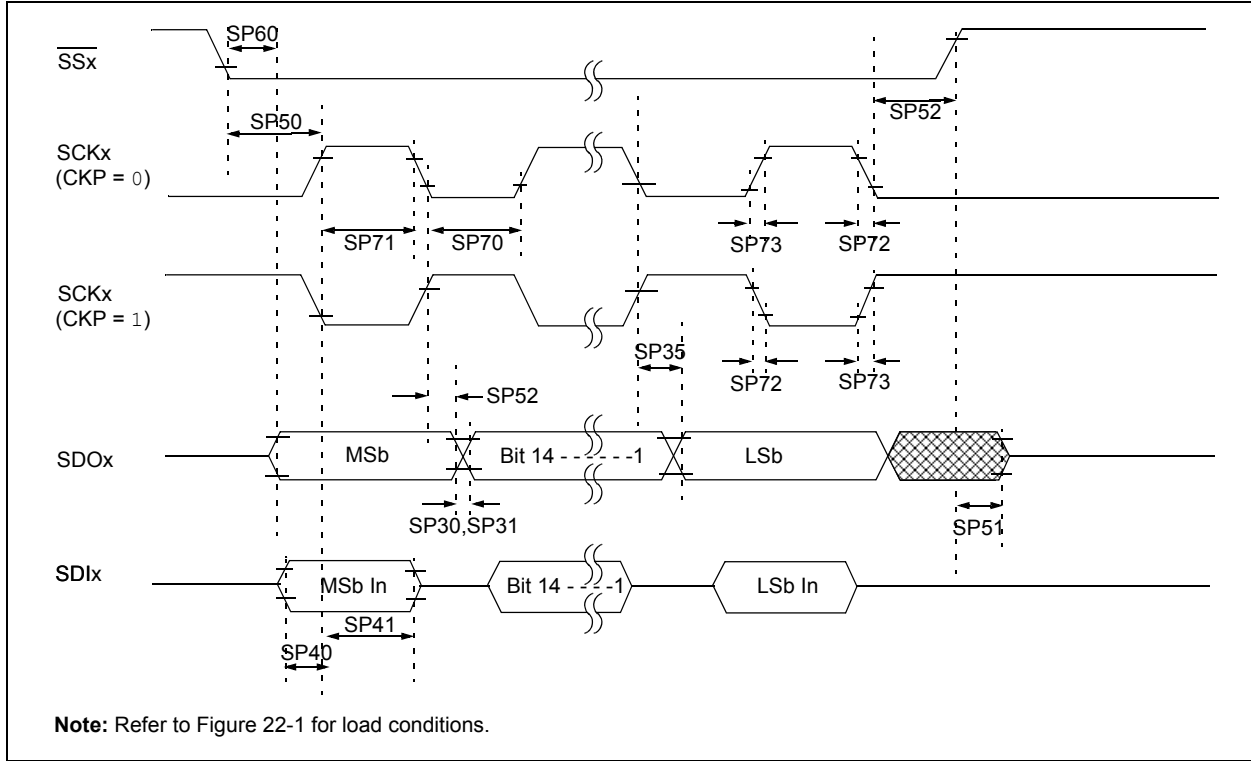 SP60
SSx
SP50
SP52
SCKx
(CKP = 0)
SP71
SP70
SP73
SP72
SCKx
(CKP = 1)
SP35
SP72
SP73
SP52
SDOx
MSb
Bit 14 - - - - - -1
LSb
SP30,SP31
SP51
SDIx
MSb In
Bit 14 - - - -1
LSb In
SP41
SP40
Note: Refer to Figure 22-1 for load conditions.